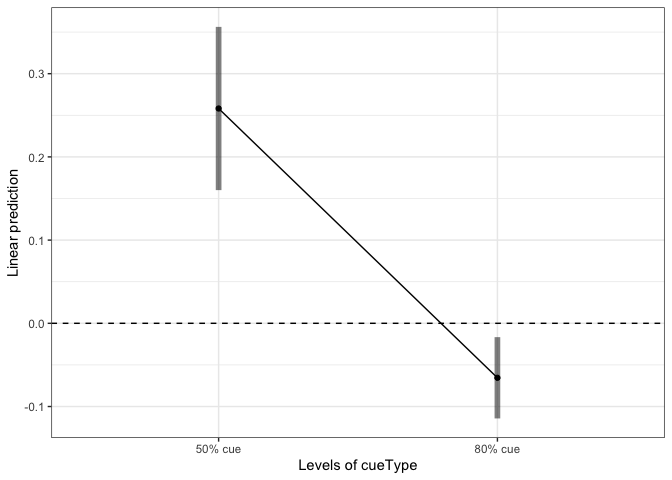 Linear prediction
0.3
0.2
0.1
0.0
-0.1
50% cue
80% cue
Levels of cueType